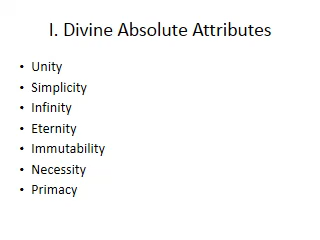 I. Divine Absolute Attributes
• Unity
• Simplicity
• Infinity
• Eternity
• Immutability
• Necessity
• Primacy